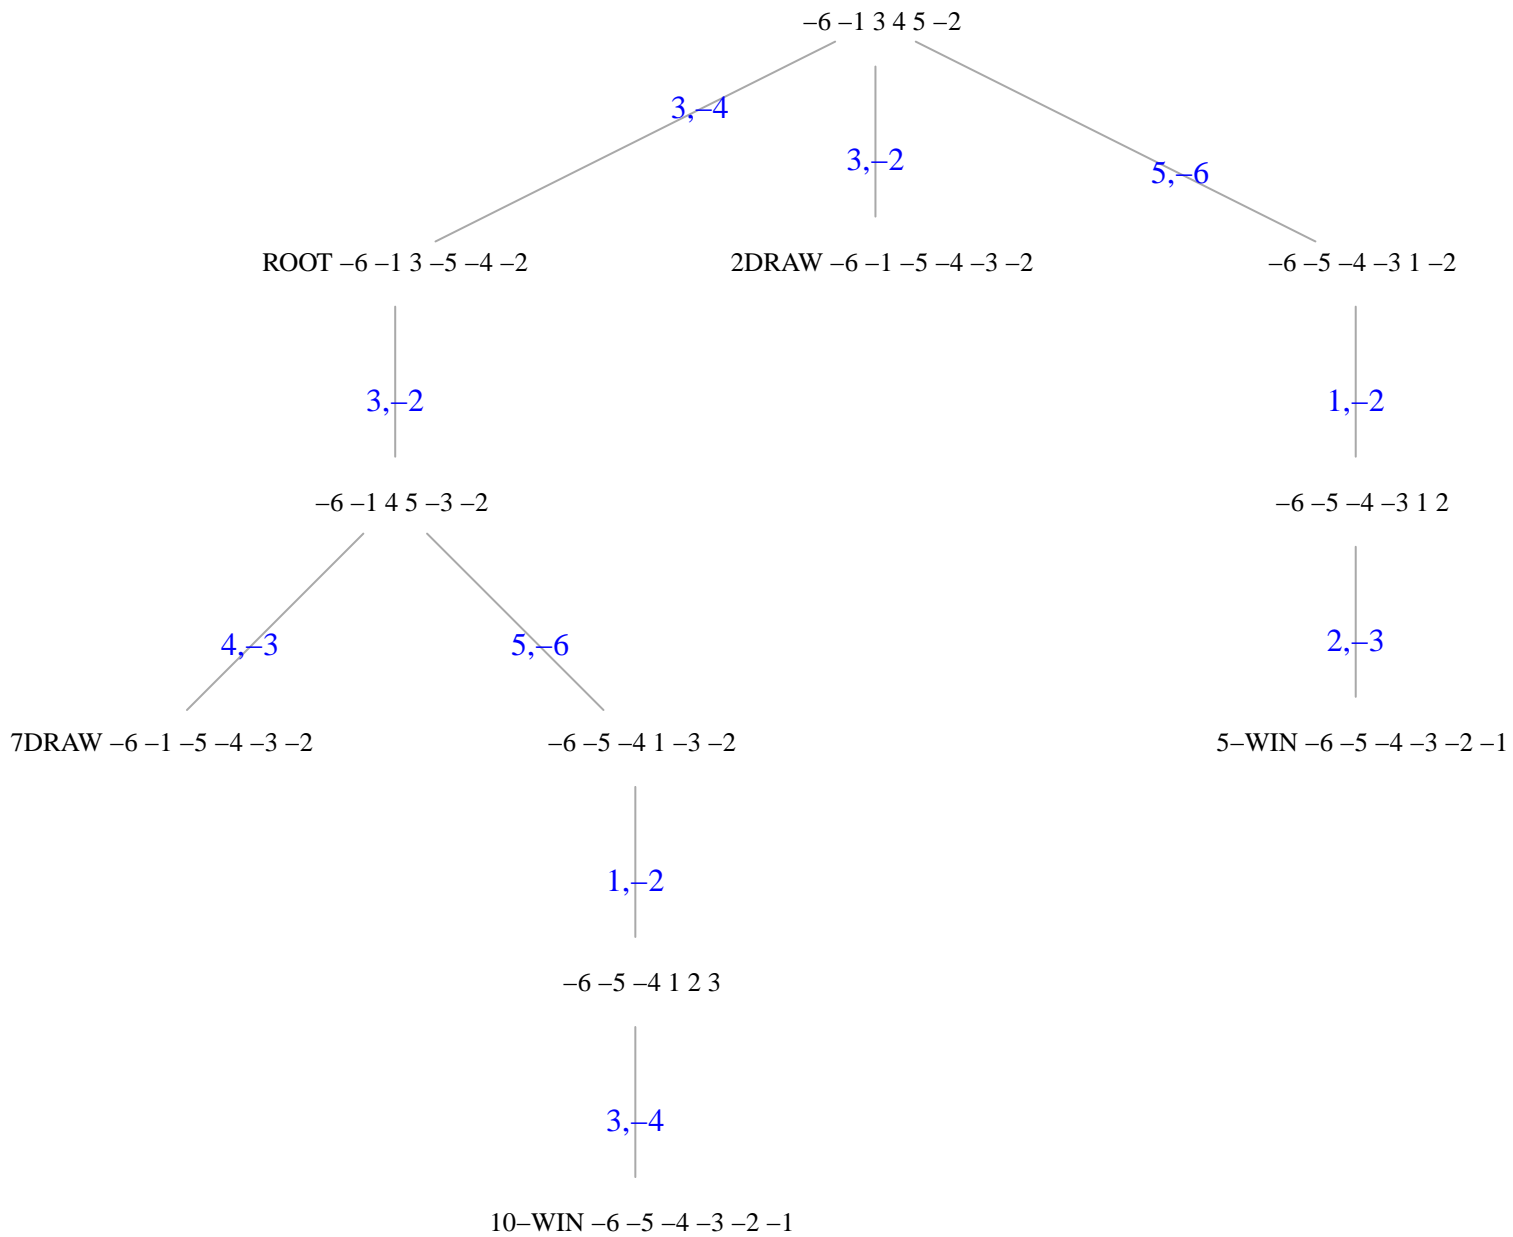 –6 –1 3 4 5 –2
3,–4
3,–2
5,–6
ROOT –6 –1 3 –5 –4 –2
2DRAW –6 –1 –5 –4 –3 –2
–6 –5 –4 –3 1 –2
3,–2
1,–2
–6 –1 4 5 –3 –2
–6 –5 –4 –3 1 2
4,–3
5,–6
2,–3
7DRAW –6 –1 –5 –4 –3 –2
–6 –5 –4 1 –3 –2
5–WIN –6 –5 –4 –3 –2 –1
1,–2
–6 –5 –4 1 2 3
3,–4
10–WIN –6 –5 –4 –3 –2 –1